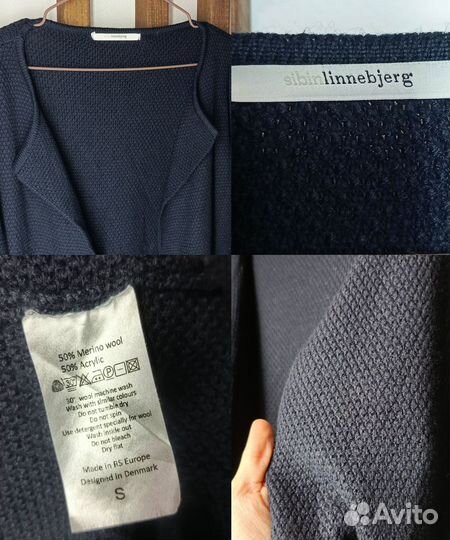 sibinlinnebjerg
50% Merino wool
50% Acrylic
30° wool machine wash
Wash with similar colours
Do not tumble dry
Do not spin
Use detergent specially for wool
Wash inside out
Do not bleach
Dry flat
Made in RS Europe
Designed in Denmark
S
Avito